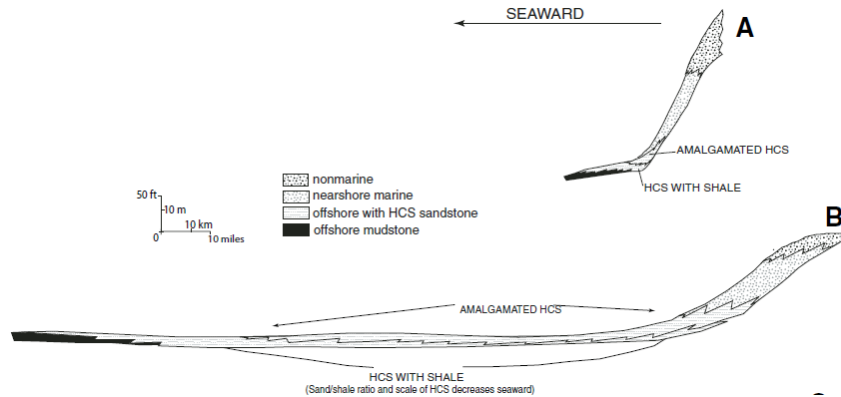 SEAWARD
A
AMALGAMATED HCS
HCS WITH SHALE
50 ft
10 m
10 km
0
10 miles
nonmarine
nearshore marine
offshore with HCS sandstone
offshore mudstone
B
AMALGAMATED HCS
HCS WITH SHALE
(Sand/shale ratio and scale of HCS decreases seaward)